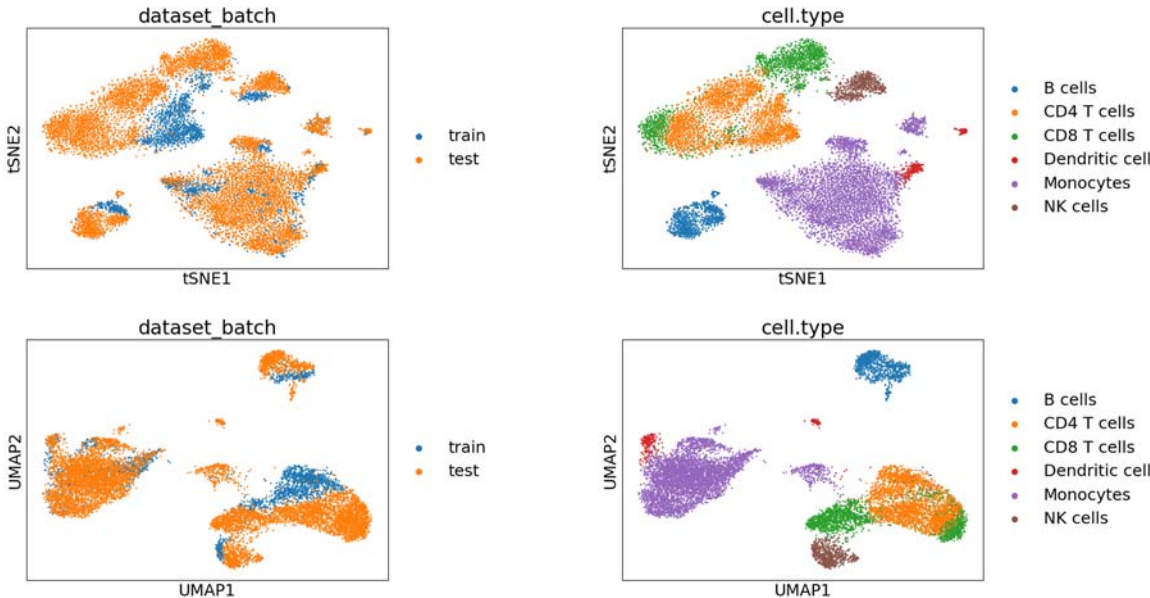 dataset_batch
tSNE2
tSNE1
train
test
cell.type
tSNE2
tSNE1
B cells
CD4 T cells
CD8 T cells
Dendritic cell
Monocytes
NK cells
dataset_batch
UMAP2
UMAP1
train
test
cell.type
UMAP2
UMAP1
B cells
CD4 T cells
CD8 T cells
Dendritic cell
Monocytes
NK cells